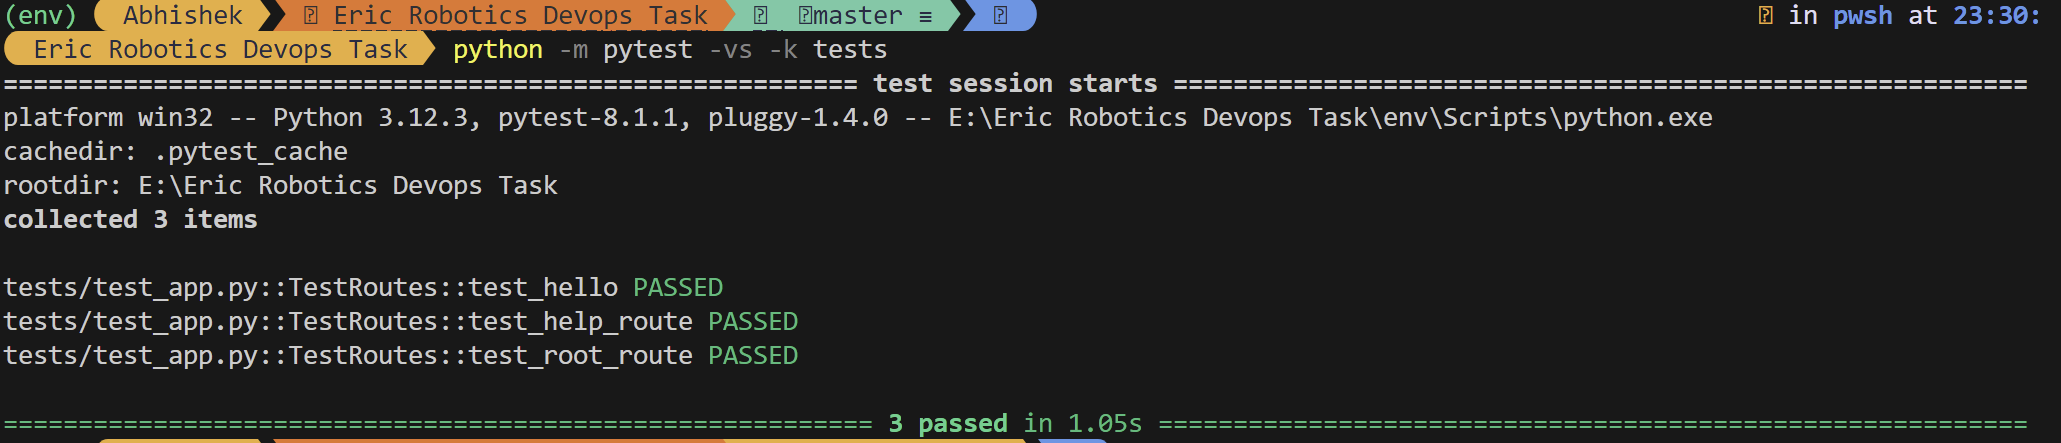 (env) Abhishek Eric Robotics Devops Task master ≡ in pwsh at 23:30:
Eric Robotics Devops Task python -m pytest -vs -k tests
========================================================= test session starts =========================================================
platform win32 -- Python 3.12.3, pytest-8.1.1, pluggy-1.4.0 -- E:\Eric Robotics Devops Task\env\Scripts\python.exe
cachedir: .pytest_cache
rootdir: E:\Eric Robotics Devops Task
collected 3 items
tests/test_app.py::TestRoutes::test_hello PASSED
tests/test_app.py::TestRoutes::test_help_route PASSED
tests/test_app.py::TestRoutes::test_root_route PASSED
========================================================== 3 passed in 1.05s ==========================================================